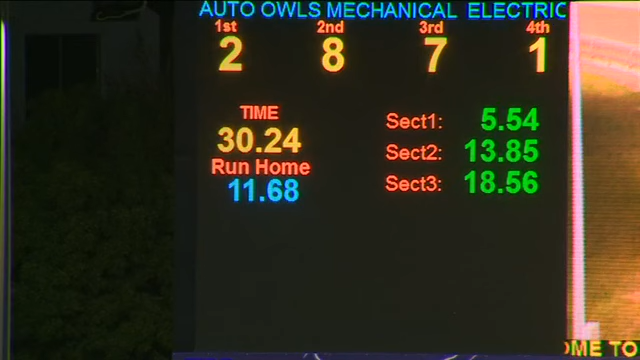 AUTO OWLS MECHANICAL ELECTRIC
1st 2nd 3rd 4th
2 8 7 1
TIME
30.24
Run Home
11.68
Sect1: 5.54
Sect2: 13.85
Sect3: 18.56
OME TO